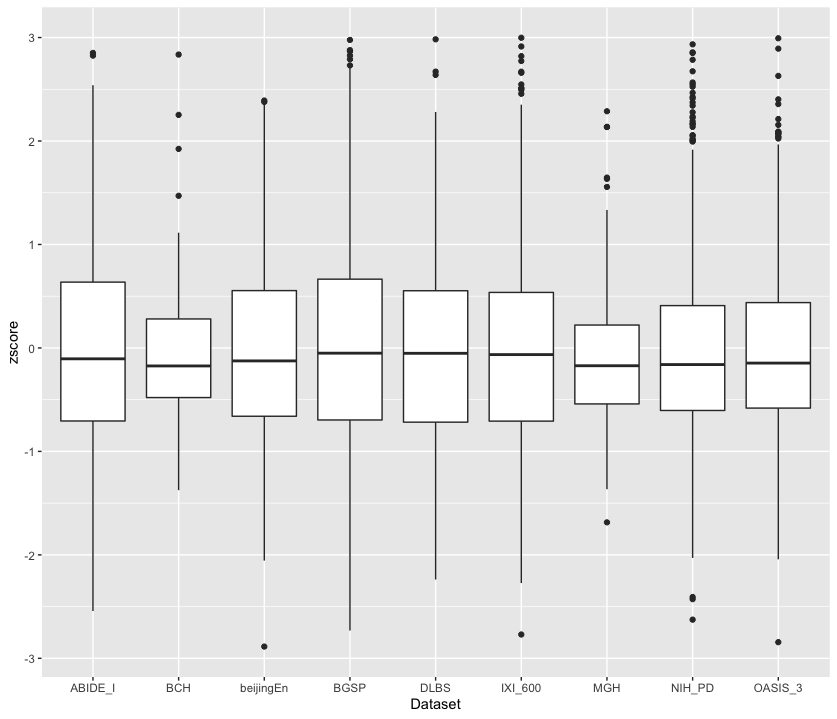 3
2
1
0
-1
-2
-3
zscore
ABIDE_I BCH beijingEn BGSP DLBS IXI_600 MGH NIH_PD OASIS_3
Dataset